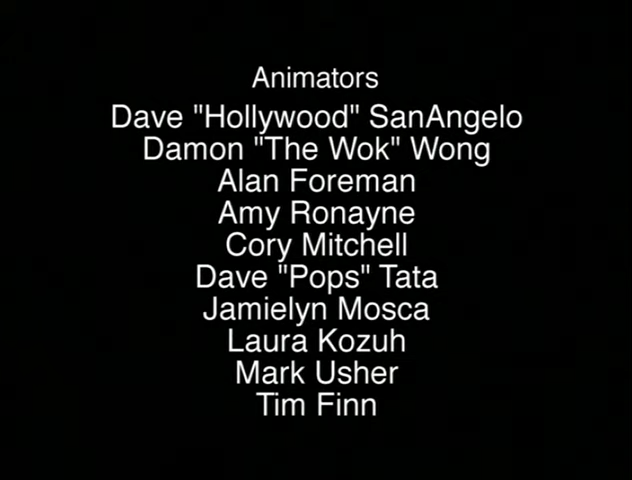 Animators
Dave "Hollywood" SanAngelo
Damon "The Wok" Wong
Alan Foreman
Amy Ronayne
Cory Mitchell
Dave "Pops" Tata
Jamielyn Mosca
Laura Kozuh
Mark Usher
Tim Finn